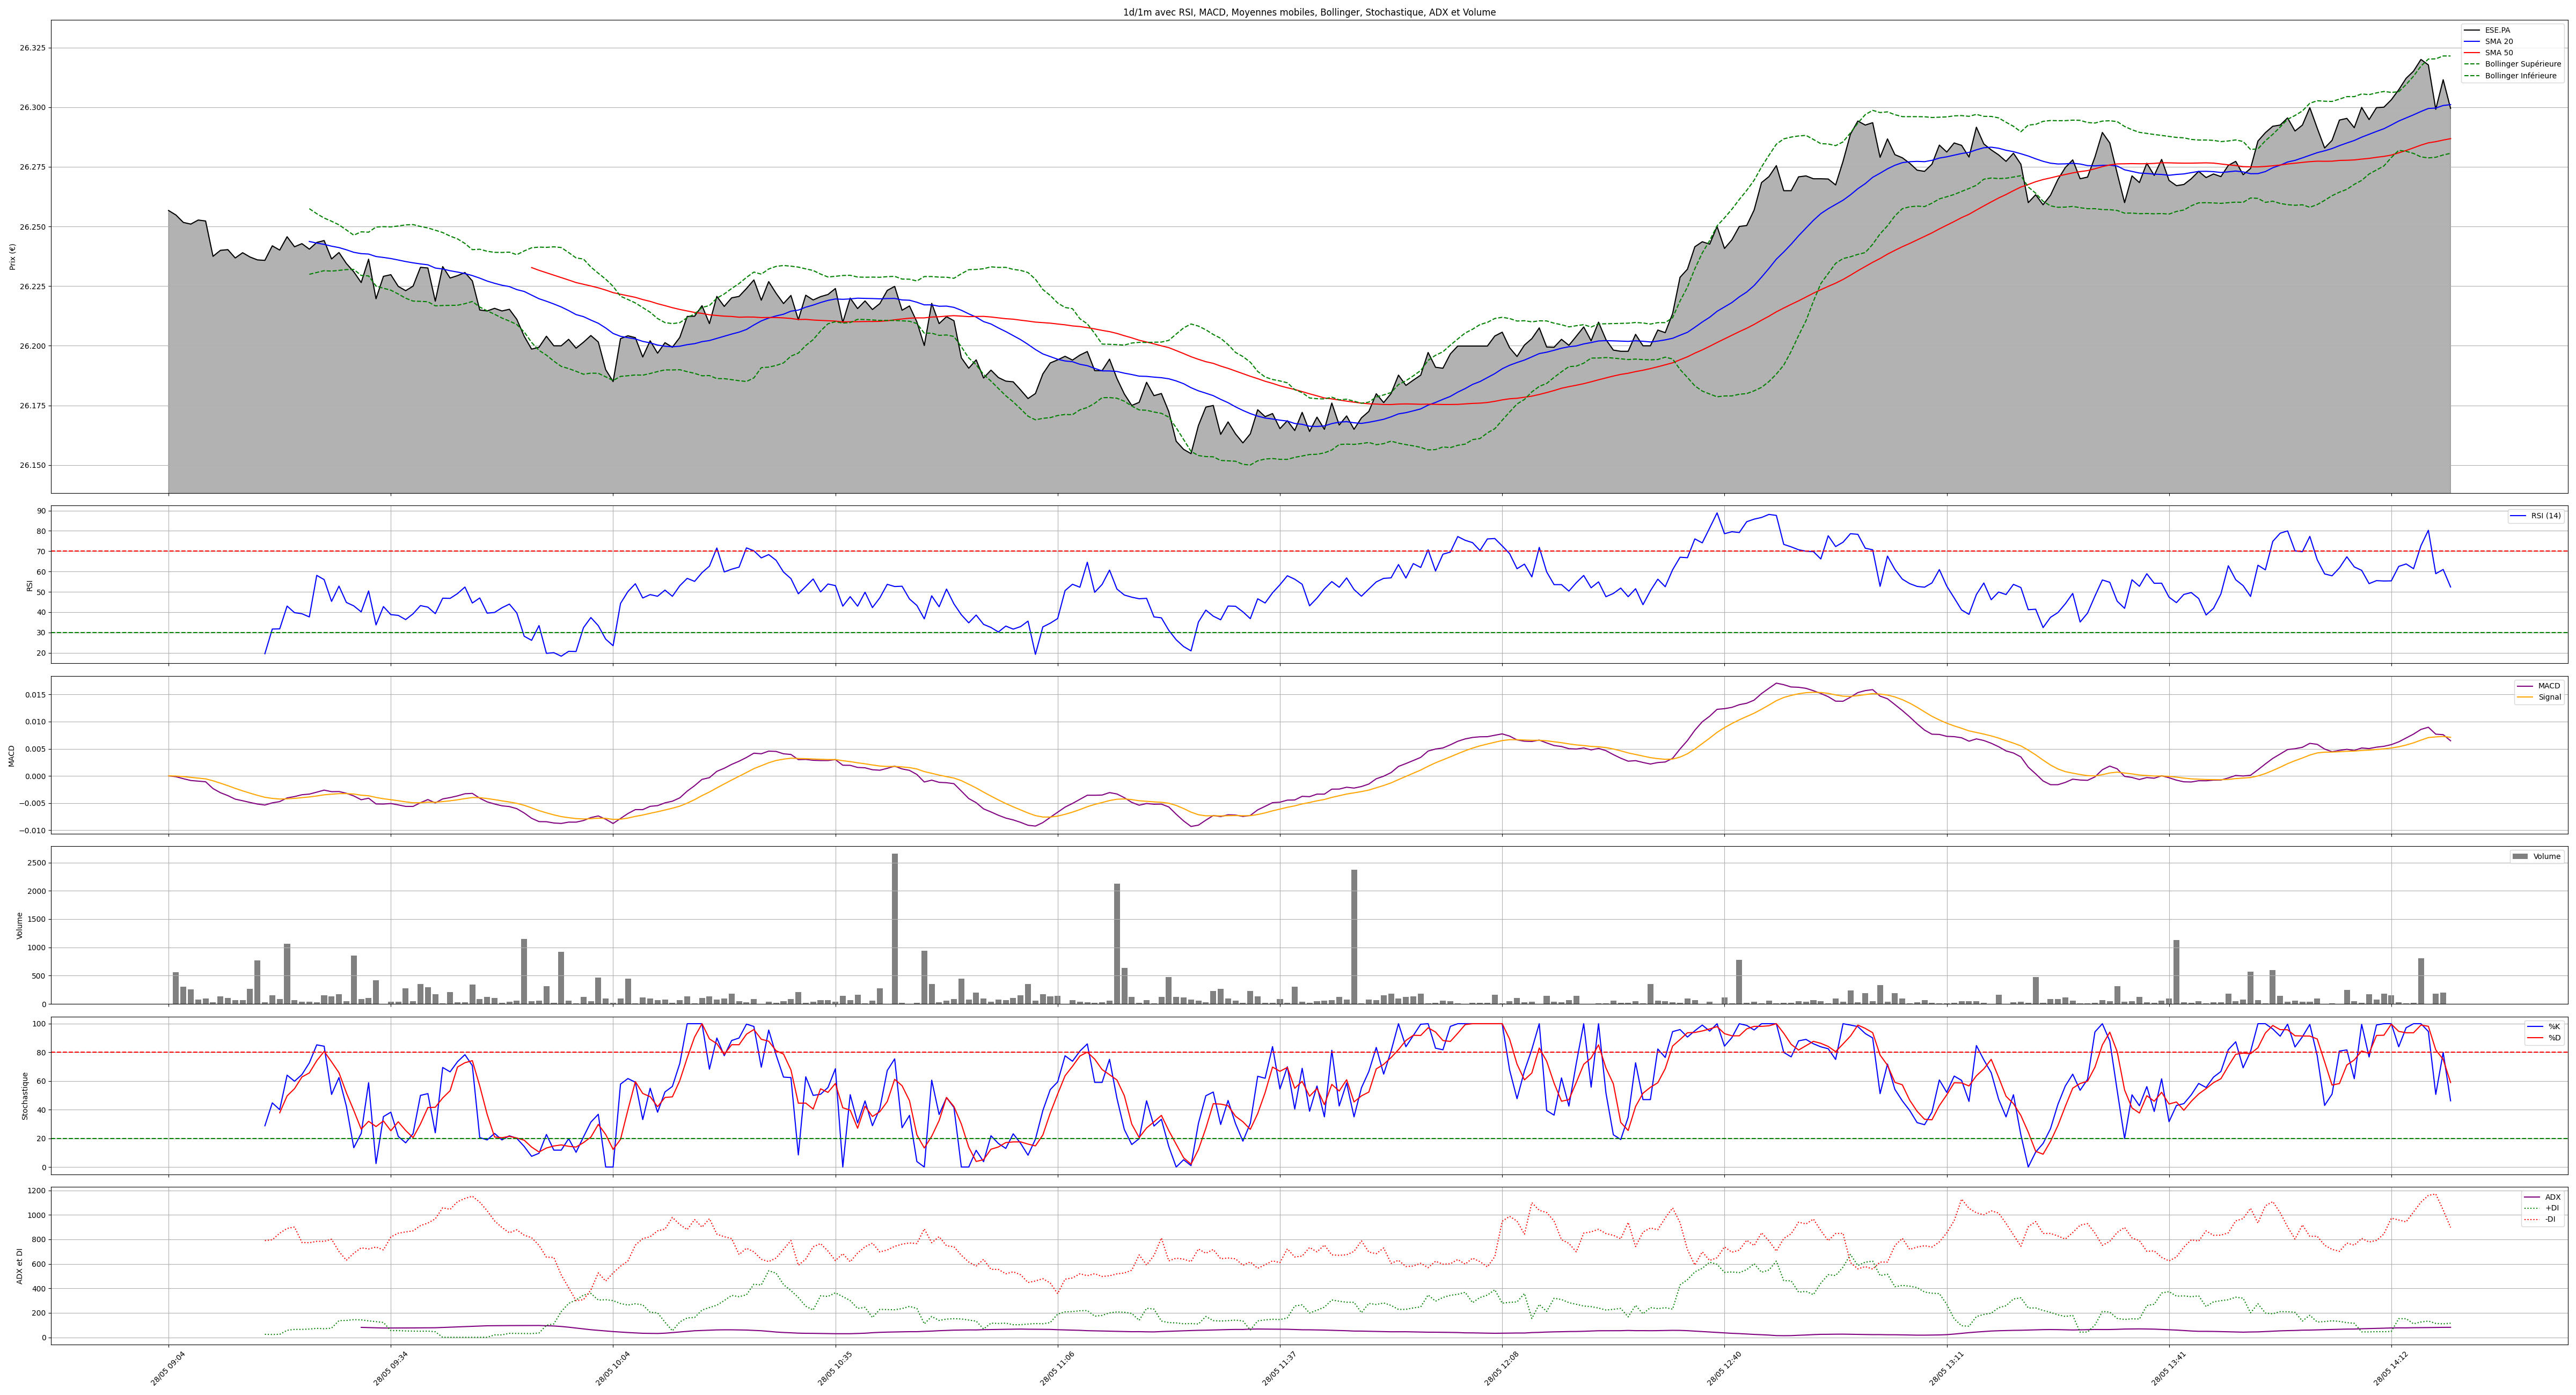 1d/1m avec RSI, MACD, Moyennes mobiles, Bollinger, Stochastique, ADX et Volume
Prix (€)
26.325
26.300
26.275
26.250
26.225
26.200
26.175
26.150
ESE.PA
SMA 20
SMA 50
Bollinger Supérieure
Bollinger Inférieure
RSI
90
80
70
60
50
40
30
20
RSI (14)
MACD
0.015
0.010
0.005
0.000
−0.005
−0.010
MACD
Signal
Volume
2500
2000
1500
1000
500
0
Volume
Stochastique
100
80
60
40
20
0
%K
%D
ADX et DI
1200
1000
800
600
400
200
0
ADX
+DI
-DI
28/05 09:04
28/05 09:34
28/05 10:04
28/05 10:35
28/05 11:06
28/05 11:37
28/05 12:08
28/05 12:40
28/05 13:11
28/05 13:41
28/05 14:12